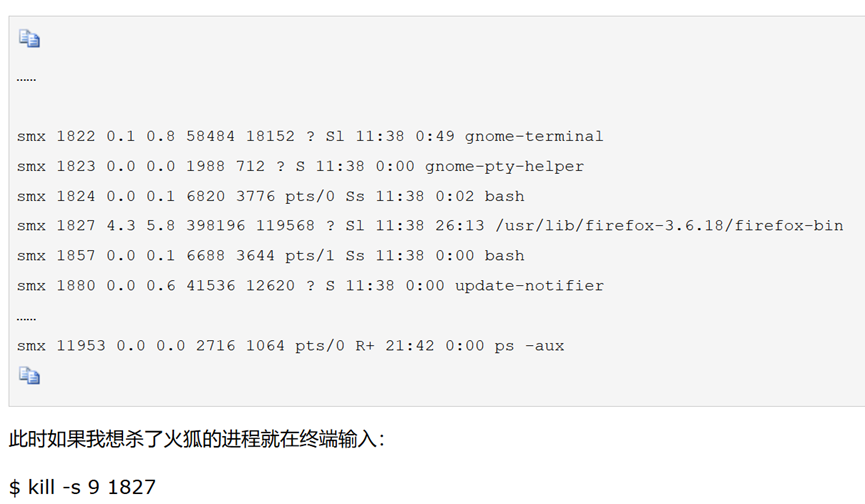 ……
smx 1822 0.1 0.8 58484 18152 ? Sl 11:38 0:49 gnome-terminal
smx 1823 0.0 0.0 1988 712 ? S 11:38 0:00 gnome-pty-helper
smx 1824 0.0 0.1 6820 3776 pts/0 Ss 11:38 0:02 bash
smx 1827 4.3 5.8 398196 119568 ? Sl 11:38 26:13 /usr/lib/firefox-3.6.18/firefox-bin
smx 1857 0.0 0.1 6688 3644 pts/1 Ss 11:38 0:00 bash
smx 1880 0.0 0.6 41536 12620 ? S 11:38 0:00 update-notifier
……
smx 11953 0.0 0.0 2716 1064 pts/0 R+ 21:42 0:00 ps -aux
此时如果我想杀了火狐的进程就在终端输入：
$ kill -s 9 1827